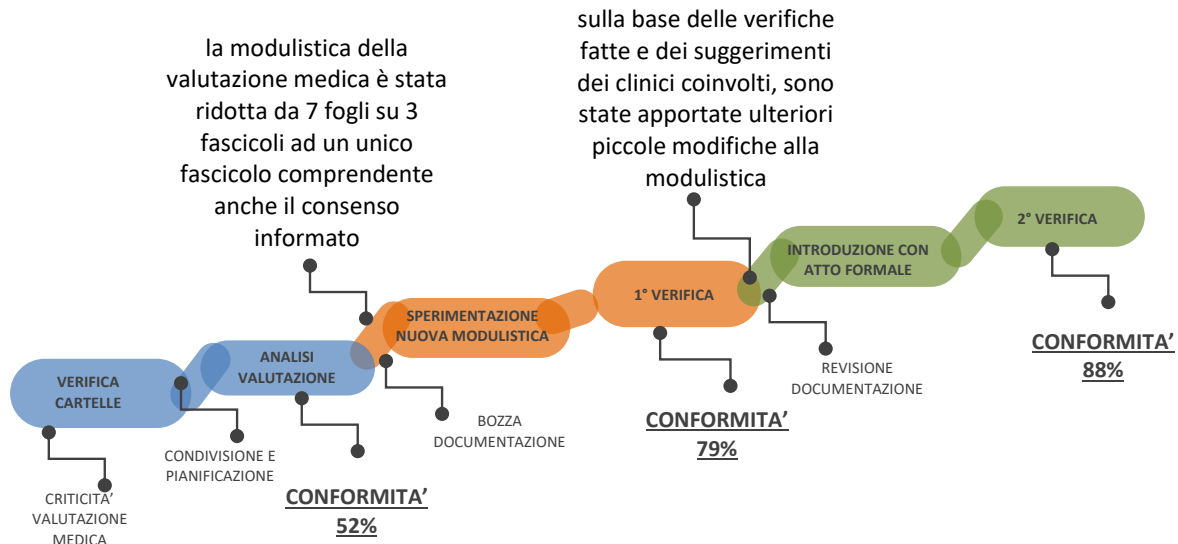 la modulistica della
valutazione medica è stata
ridotta da 7 fogli su 3
fascicoli ad un unico
fascicolo comprendente
anche il consenso
informato
sulla base delle verifiche
fatte e dei suggerimenti
dei clinici coinvolti, sono
state apportate ulteriori
piccole modifiche alla
modulistica
VERIFICA
CARTELLE
ANALISI
VALUTAZIONE
SPERIMENTAZIONE
NUOVA MODULISTICA
1° VERIFICA
INTRODUZIONE CON
ATTO FORMALE
2° VERIFICA
CRITICITA'
VALUTAZIONE
MEDICA
CONDIVISIONE E
PIANIFICAZIONE
CONFORMITA'
52%
BOZZA
DOCUMENTAZIONE
CONFORMITA'
79%
REVISIONE
DOCUMENTAZIONE
CONFORMITA'
88%